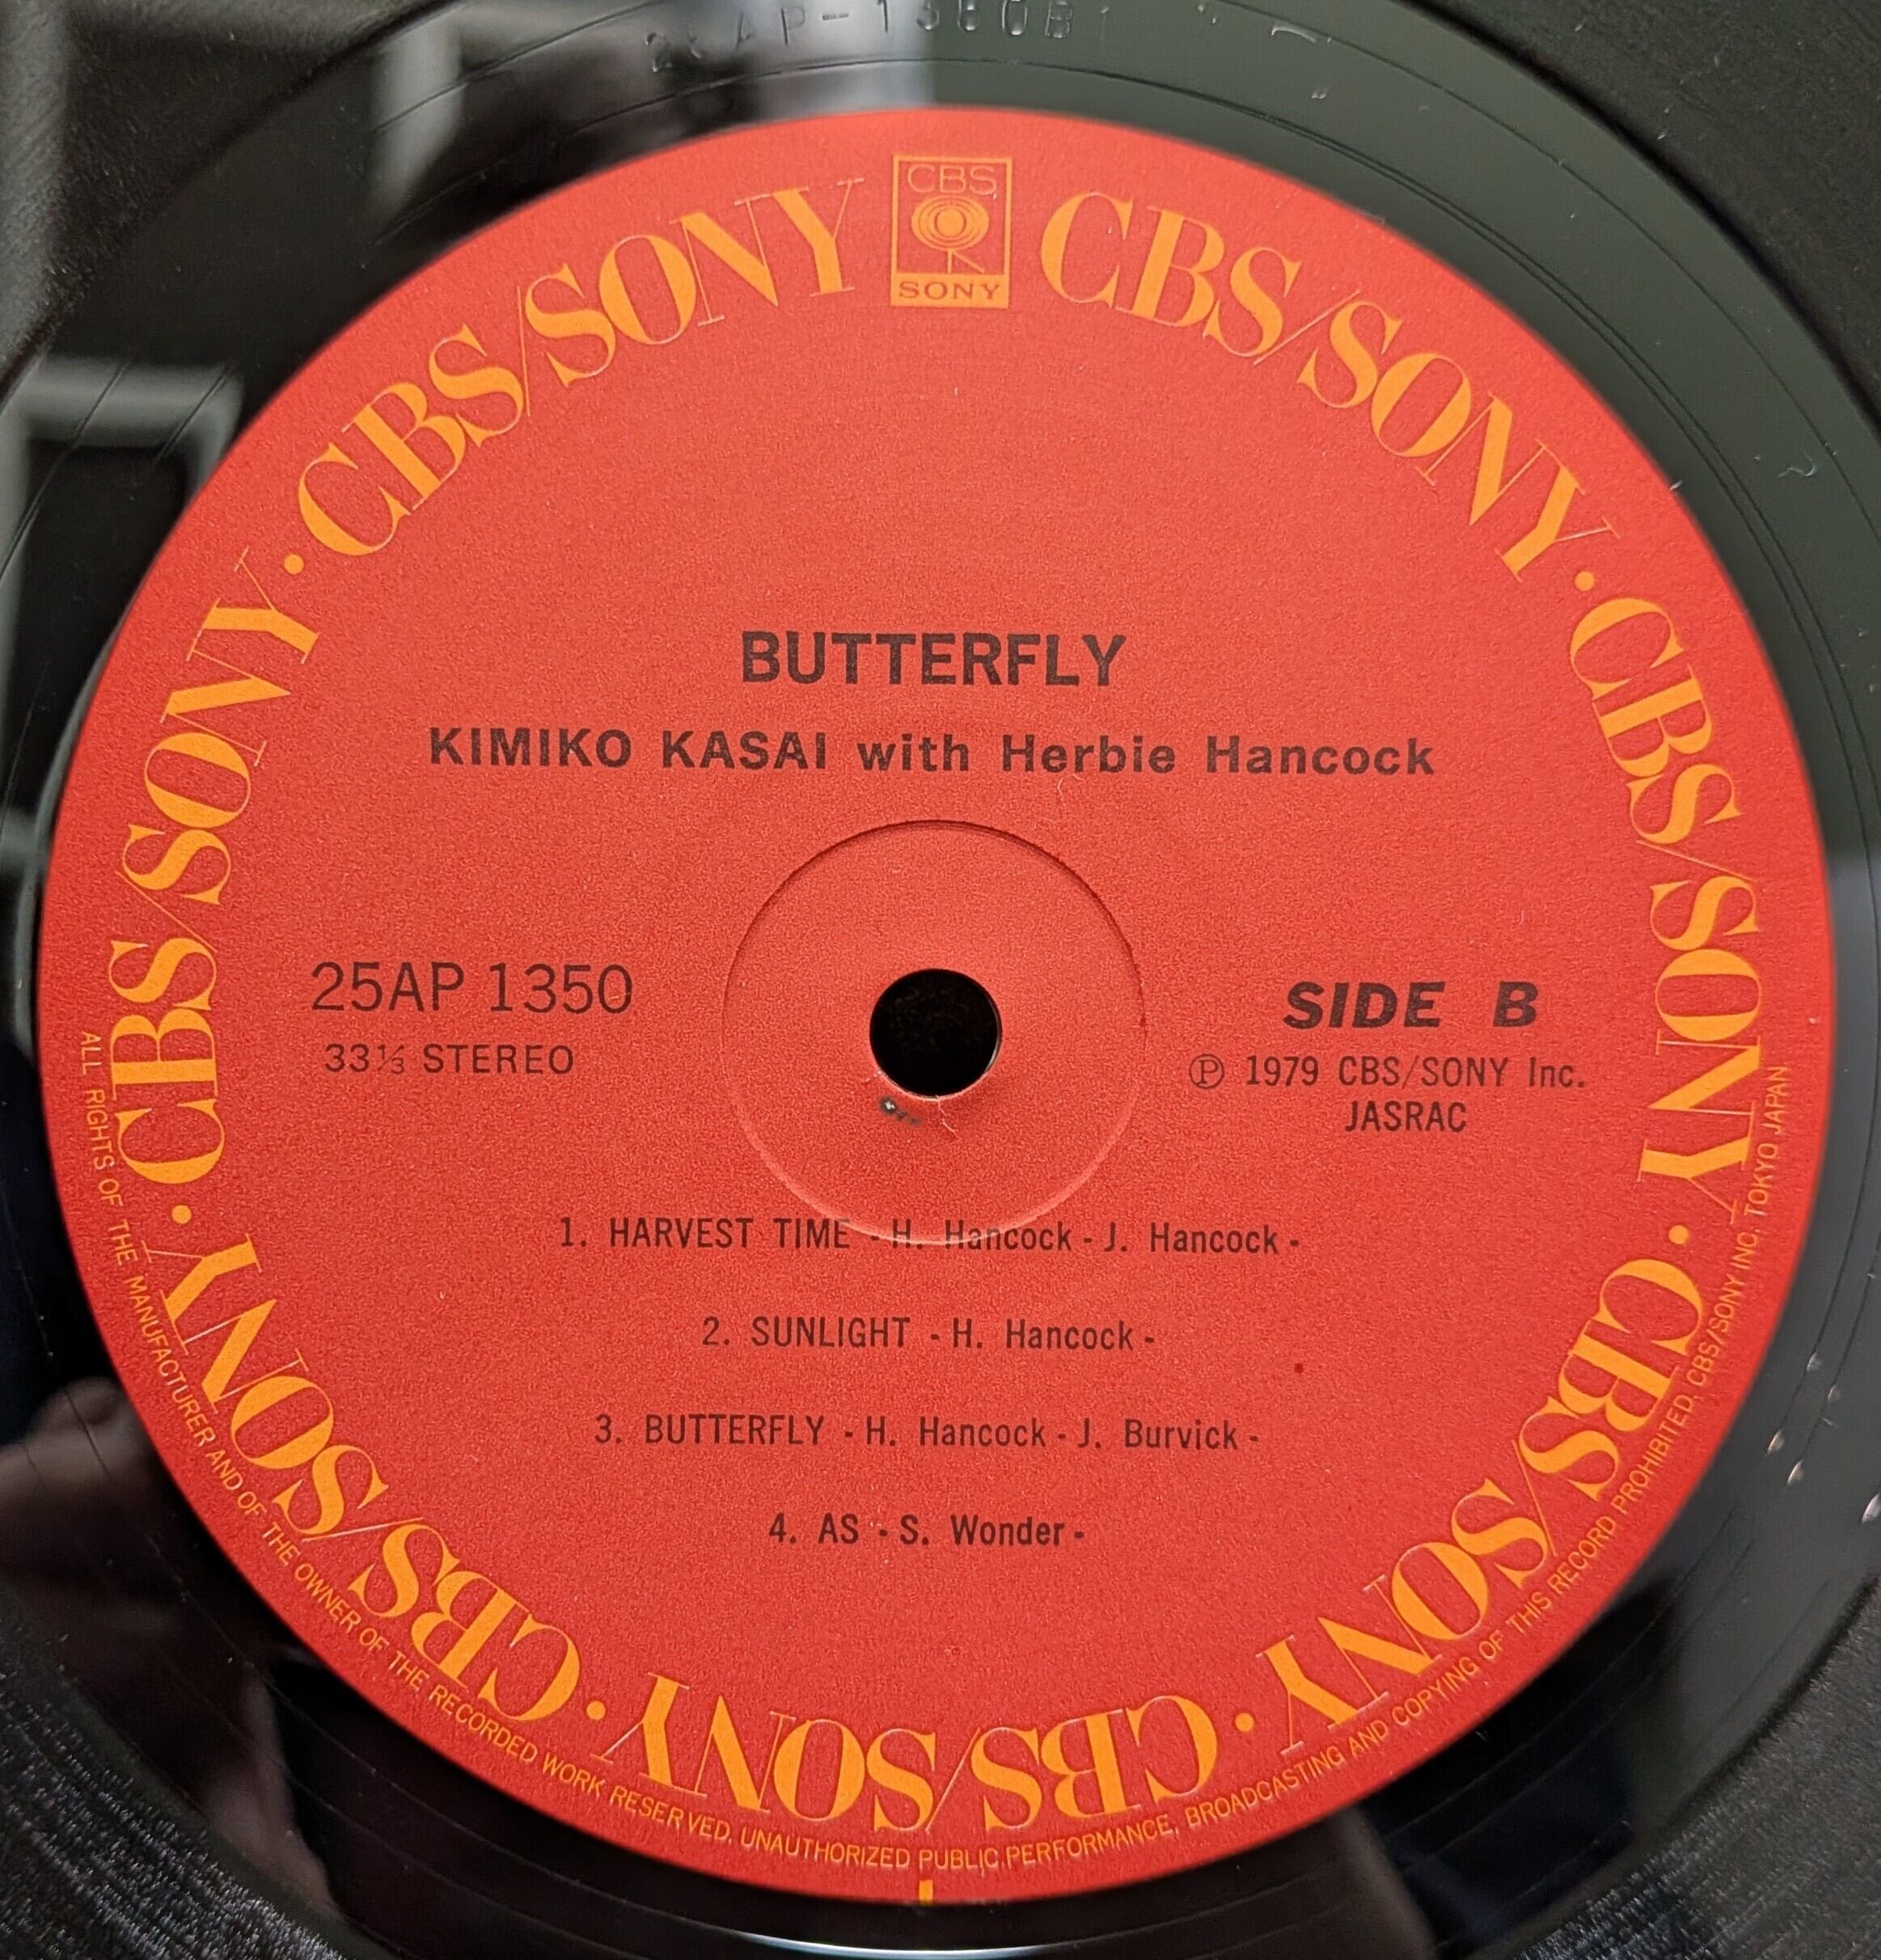 CBS
SONY
CBS/SONY · CBS/SONY · CBS/SONY · CBS/SONY · CBS/SONY · CBS/SONY · CBS/SONY
BUTTERFLY
KIMIKO KASAI with Herbie Hancock
25AP 1350
33⅓ STEREO
SIDE B
Ⓟ 1979 CBS/SONY Inc.
JASRAC
1. HARVEST TIME - H. Hancock - J. Hancock -
2. SUNLIGHT - H. Hancock -
3. BUTTERFLY - H. Hancock - J. Burvick -
4. AS - S. Wonder -
ALL RIGHTS OF THE MANUFACTURER AND OF THE OWNER OF THE RECORDED WORK RESERVED. UNAUTHORIZED PUBLIC PERFORMANCE, BROADCASTING AND COPYING OF THIS RECORD PROHIBITED. CBS/SONY INC. TOKYO, JAPAN